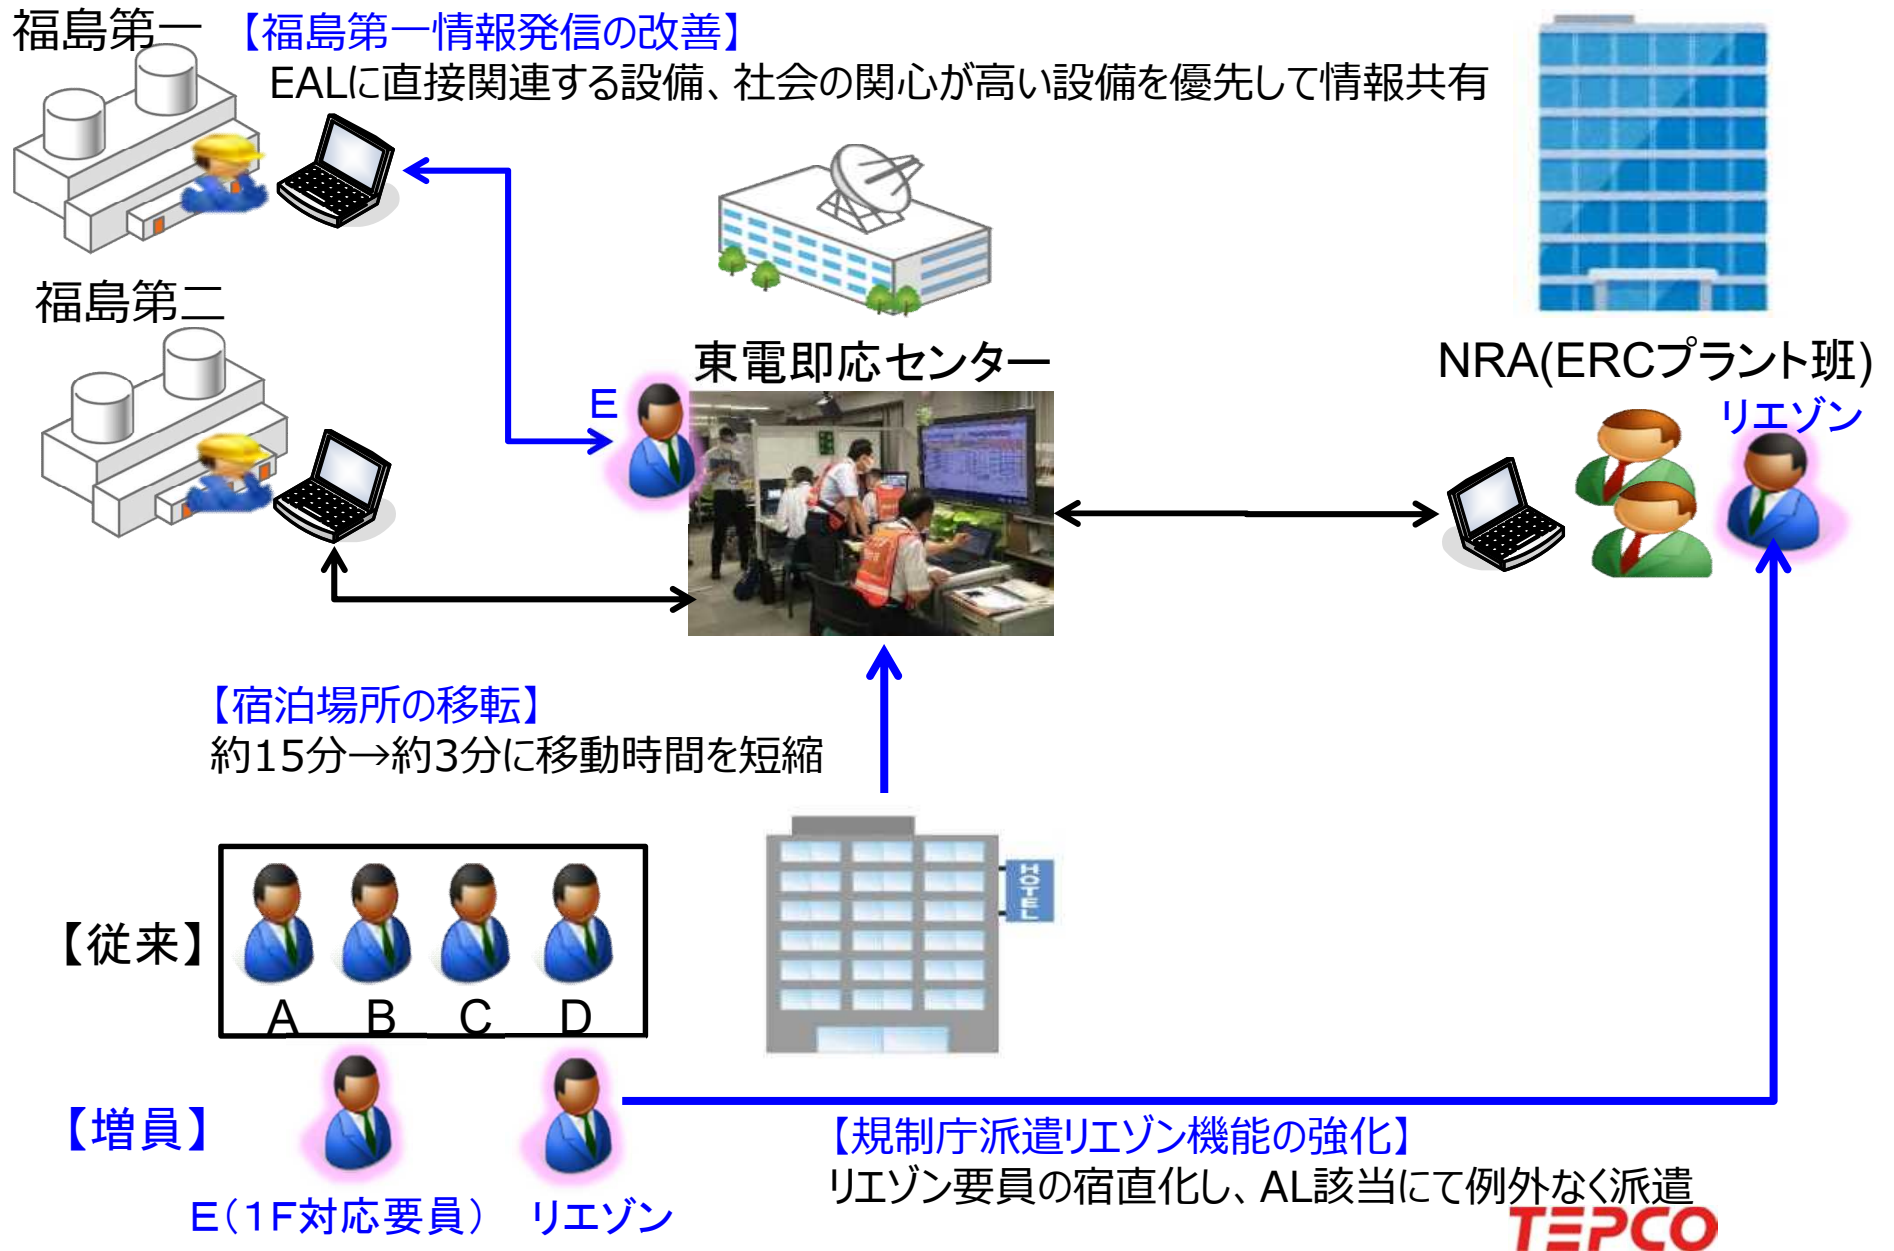 福島第一
【福島第一情報発信の改善】
EALに直接関連する設備、社会の関心が高い設備を優先して情報共有
福島第二
東電即応センター
NRA(ERCプラント班)
E
リエゾン
【宿泊場所の移転】
約15分→約3分に移動時間を短縮
HOTEL
【従来】
A B C D
【増員】
E(1F対応要員) リエゾン
【規制庁派遣リエゾン機能の強化】
リエゾン要員の宿直化し、AL該当にて例外なく派遣
TEPCO